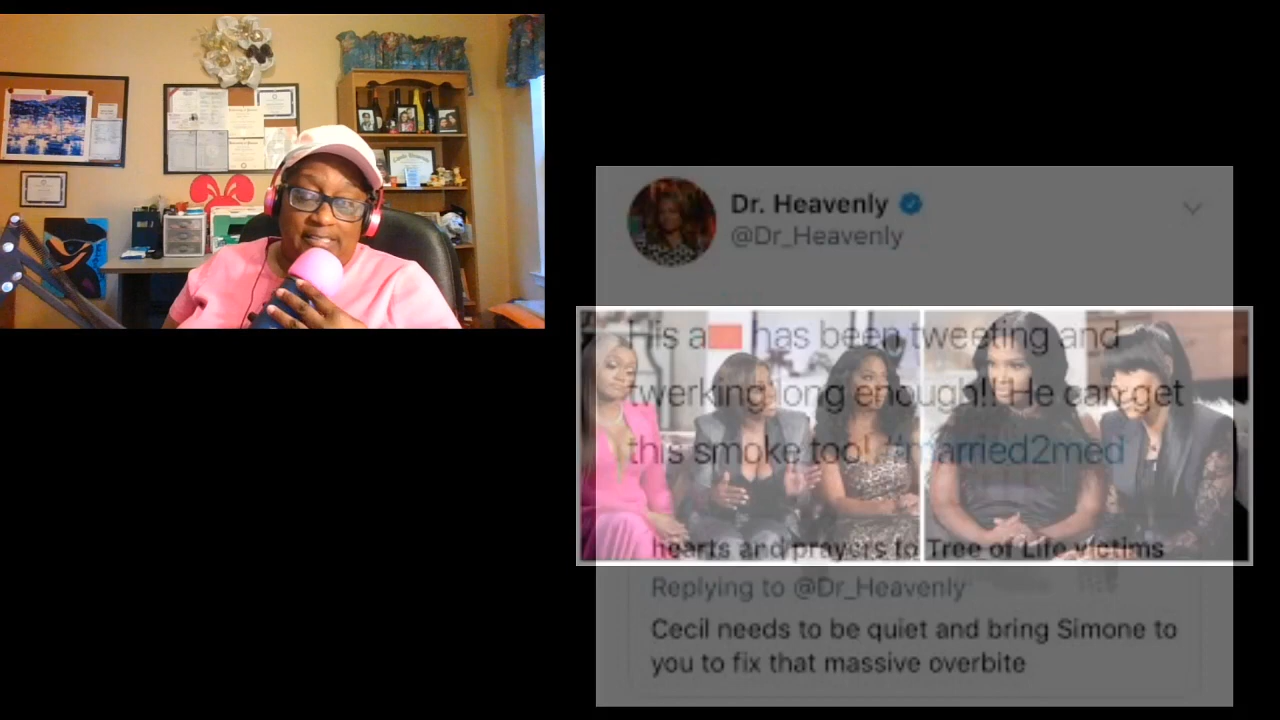 Dr. Heavenly
@Dr_Heavenly
His a has been tweeting and
twerking long enough!! He can get
this smoke too! #married2med
hearts and prayers to Tree of Life victims
Replying to @Dr_Heavenly
Cecil needs to be quiet and bring Simone to
you to fix that massive overbite